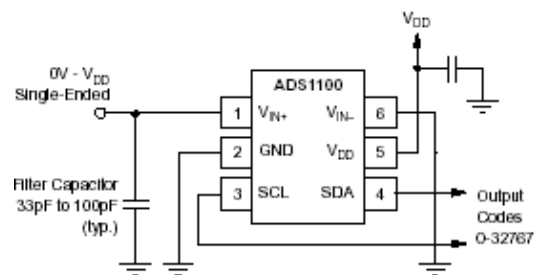 V_DD
0V - V_DD
Single-Ended
ADS1100
1 V_IN+ V_IN– 6
2 GND V_DD 5
3 SCL SDA 4
Filter Capacitor
33pF to 100pF
(typ.)
Output
Codes
0-32767